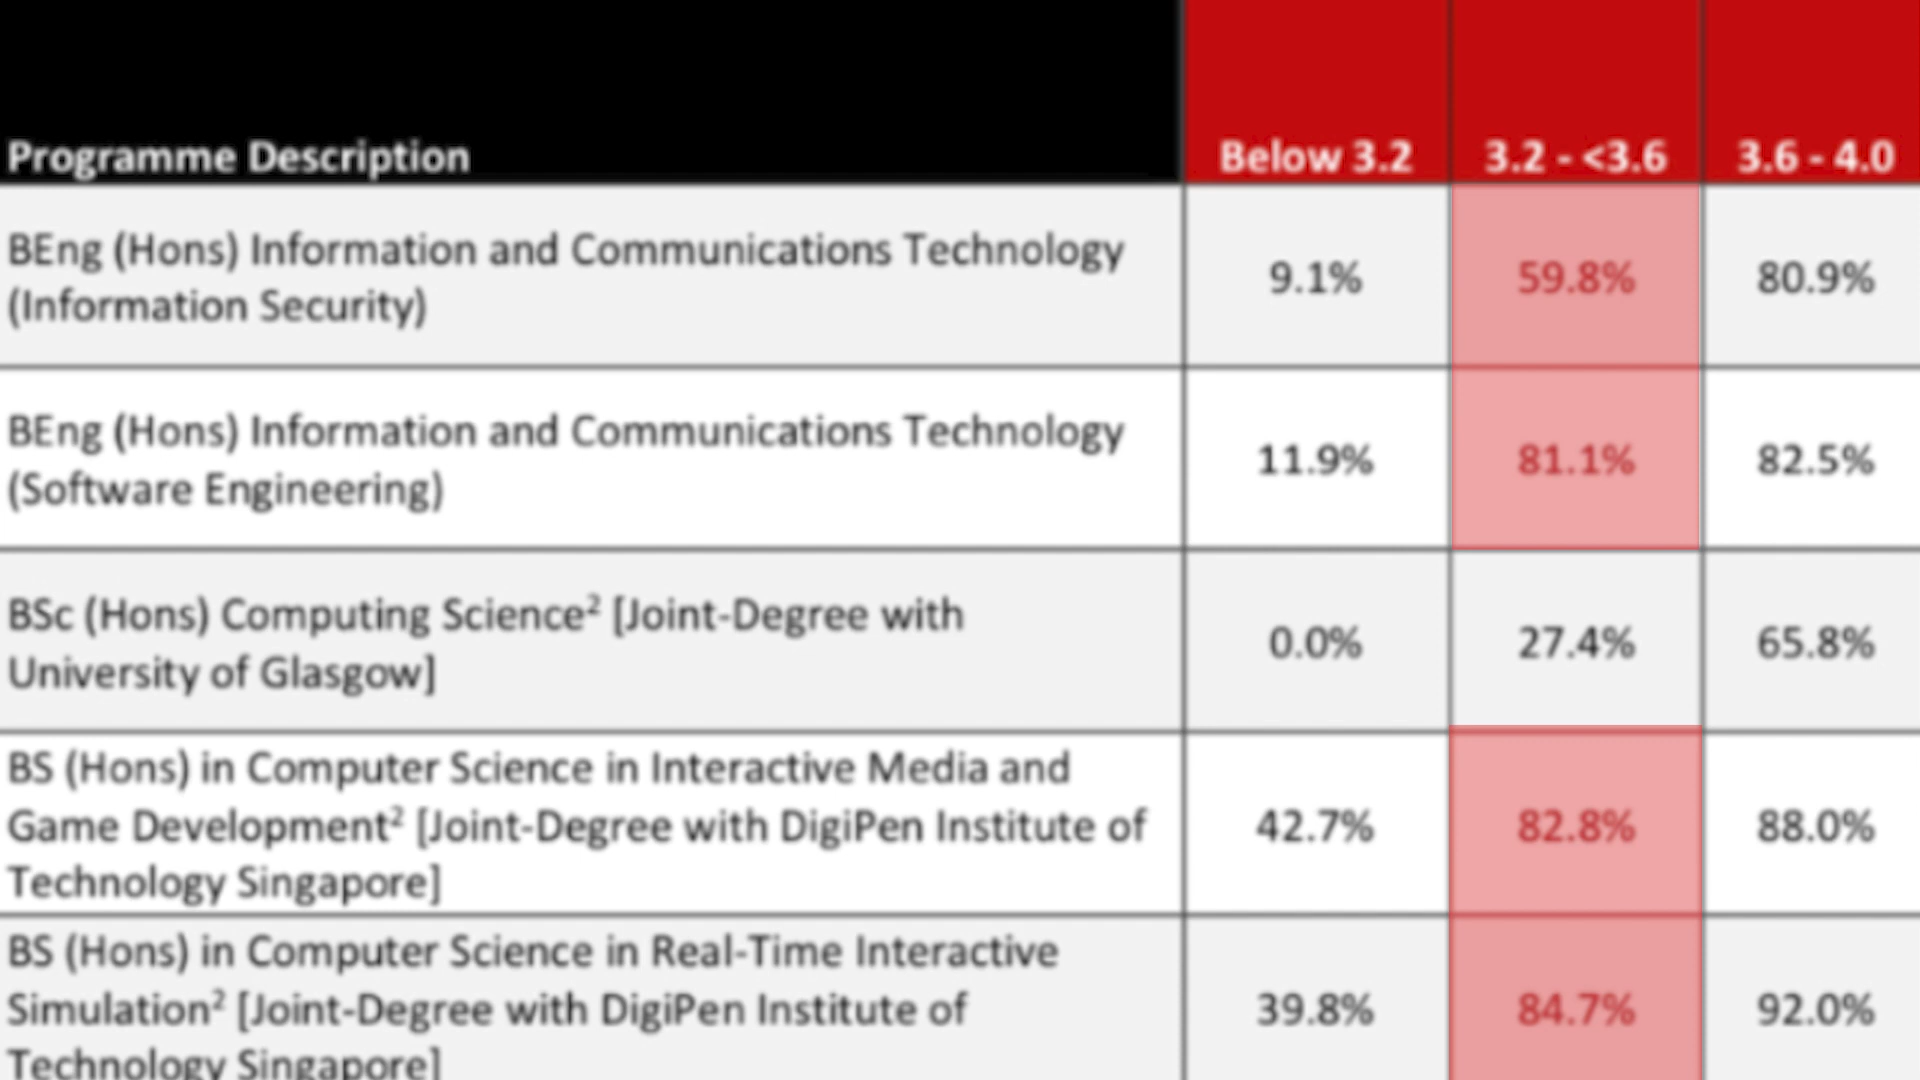 Programme Description Below 3.2 3.2 - <3.6 3.6 - 4.0
BEng (Hons) Information and Communications Technology
(Information Security) 9.1% 59.8% 80.9%
BEng (Hons) Information and Communications Technology
(Software Engineering) 11.9% 81.1% 82.5%
BSc (Hons) Computing Science² [Joint-Degree with
University of Glasgow] 0.0% 27.4% 65.8%
BS (Hons) in Computer Science in Interactive Media and
Game Development² [Joint-Degree with DigiPen Institute of 42.7% 82.8% 88.0%
Technology Singapore]
BS (Hons) in Computer Science in Real-Time Interactive
Simulation² [Joint-Degree with DigiPen Institute of 39.8% 84.7% 92.0%
Technology Singapore]